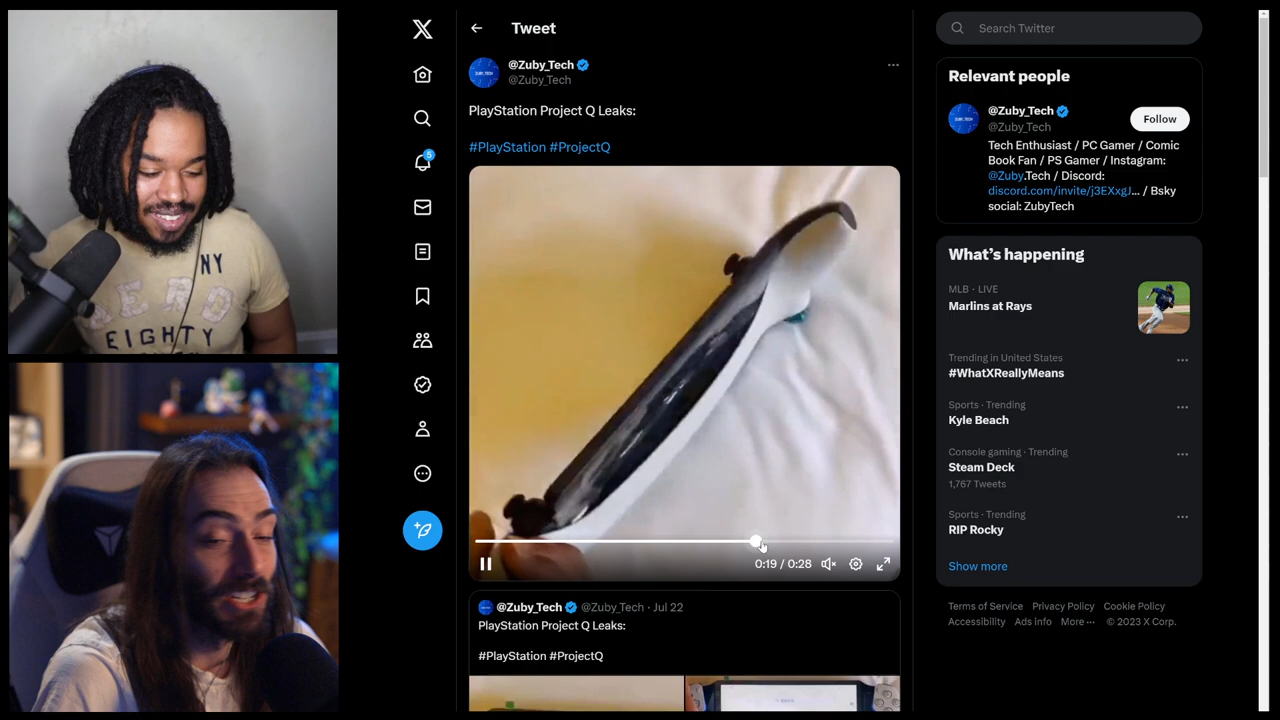 NY
ZERO
EIGHTY
X
Tweet
5
@Zuby_Tech
@Zuby_Tech
PlayStation Project Q Leaks:
#PlayStation #ProjectQ
0:19 / 0:28
@Zuby_Tech @Zuby_Tech · Jul 22
PlayStation Project Q Leaks:
#PlayStation #ProjectQ
Search Twitter
Relevant people
ZUBY_TECH
@Zuby_Tech
@Zuby_Tech
Follow
Tech Enthusiast / PC Gamer / Comic
Book Fan / PS Gamer / Instagram:
@Zuby.Tech / Discord:
discord.com/invite/j3EXxgJ... / Bsky
social: ZubyTech
What's happening
MLB · LIVE
Marlins at Rays
Trending in United States
#WhatXReallyMeans
Sports · Trending
Kyle Beach
Console gaming · Trending
Steam Deck
1,767 Tweets
Sports · Trending
RIP Rocky
Show more
Terms of Service Privacy Policy Cookie Policy
Accessibility Ads info More ··· © 2023 X Corp.